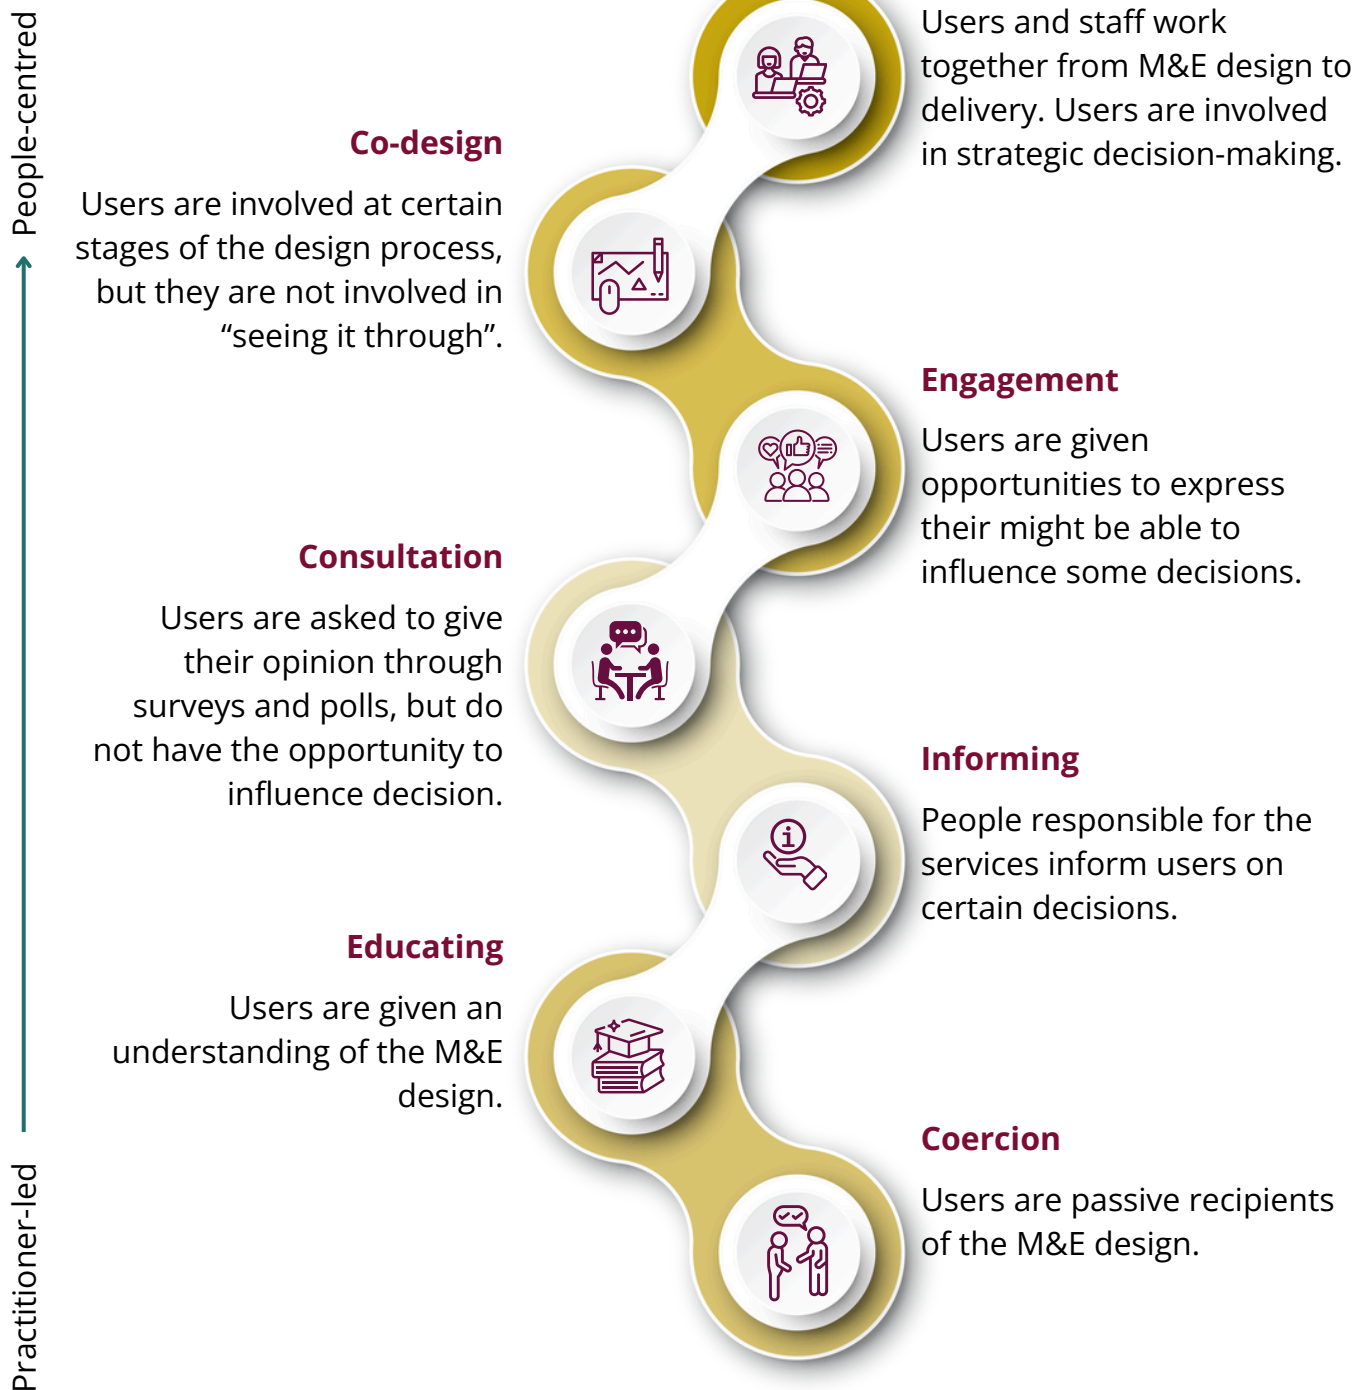 People-centred
Users and staff work
together from M&E design to
delivery. Users are involved
in strategic decision-making.
Co-design
Users are involved at certain
stages of the design process,
but they are not involved in
“seeing it through”.
Engagement
Users are given
opportunities to express
their might be able to
influence some decisions.
Consultation
Users are asked to give
their opinion through
surveys and polls, but do
not have the opportunity to
influence decision.
Informing
People responsible for the
services inform users on
certain decisions.
Educating
Users are given an
understanding of the M&E
design.
Coercion
Users are passive recipients
of the M&E design.
Practitioner-led